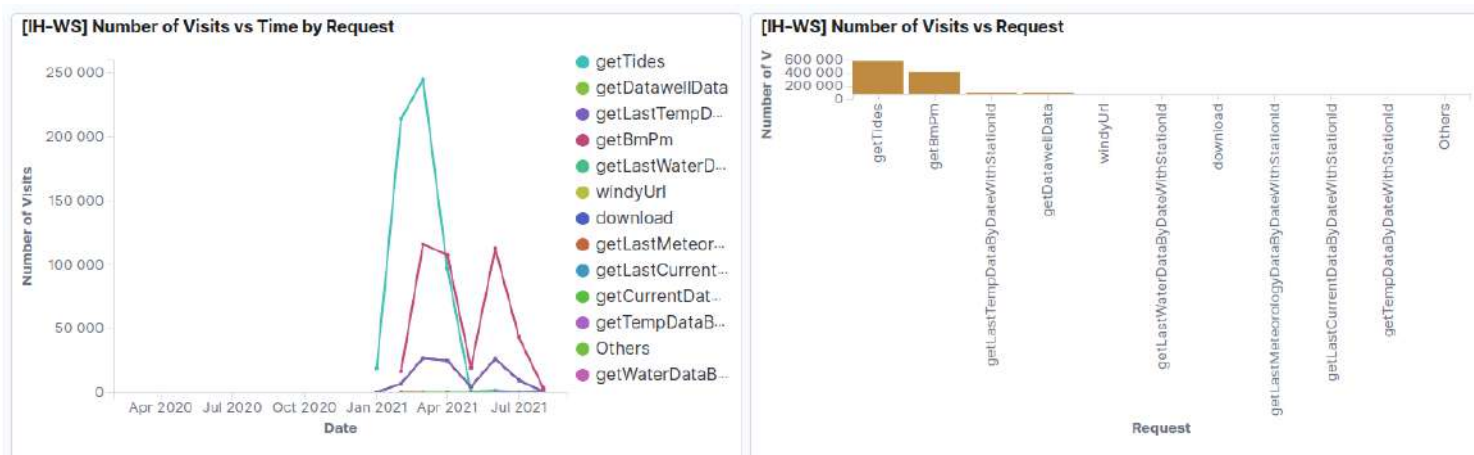 [IH-WS] Number of Visits vs Time by Request
250 000
200 000
150 000
100 000
50 000
0
Number of Visits
Apr 2020 Jul 2020 Oct 2020 Jan 2021 Apr 2021 Jul 2021
Date
getTides
getDatawellData
getLastTempD...
getBmPm
getLastWaterD...
windyUrl
download
getLastMeteor...
getLastCurrent...
getCurrentDat...
getTempDataB...
Others
getWaterDataB...
[IH-WS] Number of Visits vs Request
600 000
400 000
200 000
0
Number of V
getTides
getBmPm
getLastTempDataByDateWithStationId
getDatawellData
windyUrl
getLastWaterDataByDateWithStationId
download
getLastMeteorologyDataByDateWithStationId
getLastCurrentDataByDateWithStationId
getTempDataByDateWithStationId
Others
Request